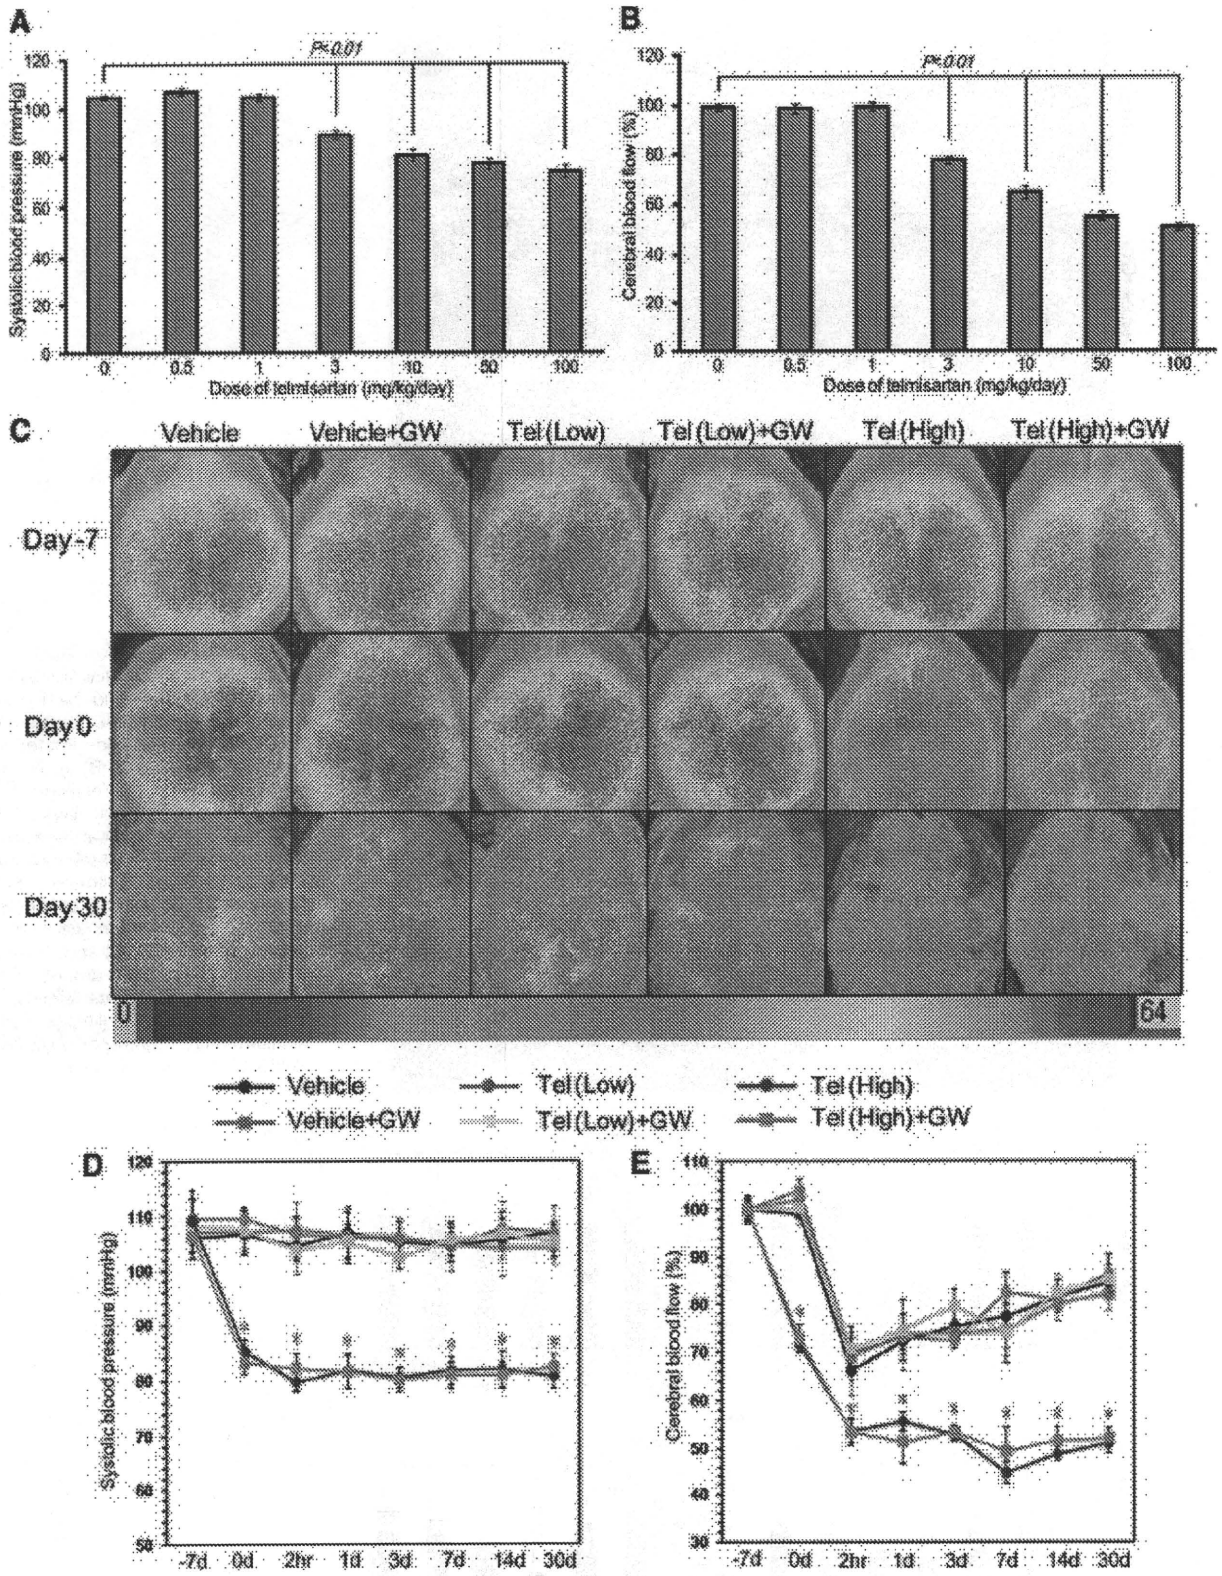 A
P<0.01
Systolic blood pressure (mmHg)
120
100
80
60
40
20
0
0 0.5 1 3 10 50 100
Dose of telmisartan (mg/kg/day)
B
P<0.01
Cerebral blood flow (%)
120
100
80
60
40
20
0
0 0.5 1 3 10 50 100
Dose of telmisartan (mg/kg/day)
C
Vehicle Vehicle+GW Tel(Low) Tel(Low)+GW Tel(High) Tel(High)+GW
Day-7
Day0
Day30
0 64
Vehicle Tel(Low) Tel(High)
Vehicle+GW Tel(Low)+GW Tel(High)+GW
D
Systolic blood pressure (mmHg)
120
110
100
90
80
70
60
50
-7d 0d 2hr 1d 3d 7d 14d 30d
E
Cerebral blood flow (%)
110
100
90
80
70
60
50
40
30
-7d 0d 2hr 1d 3d 7d 14d 30d